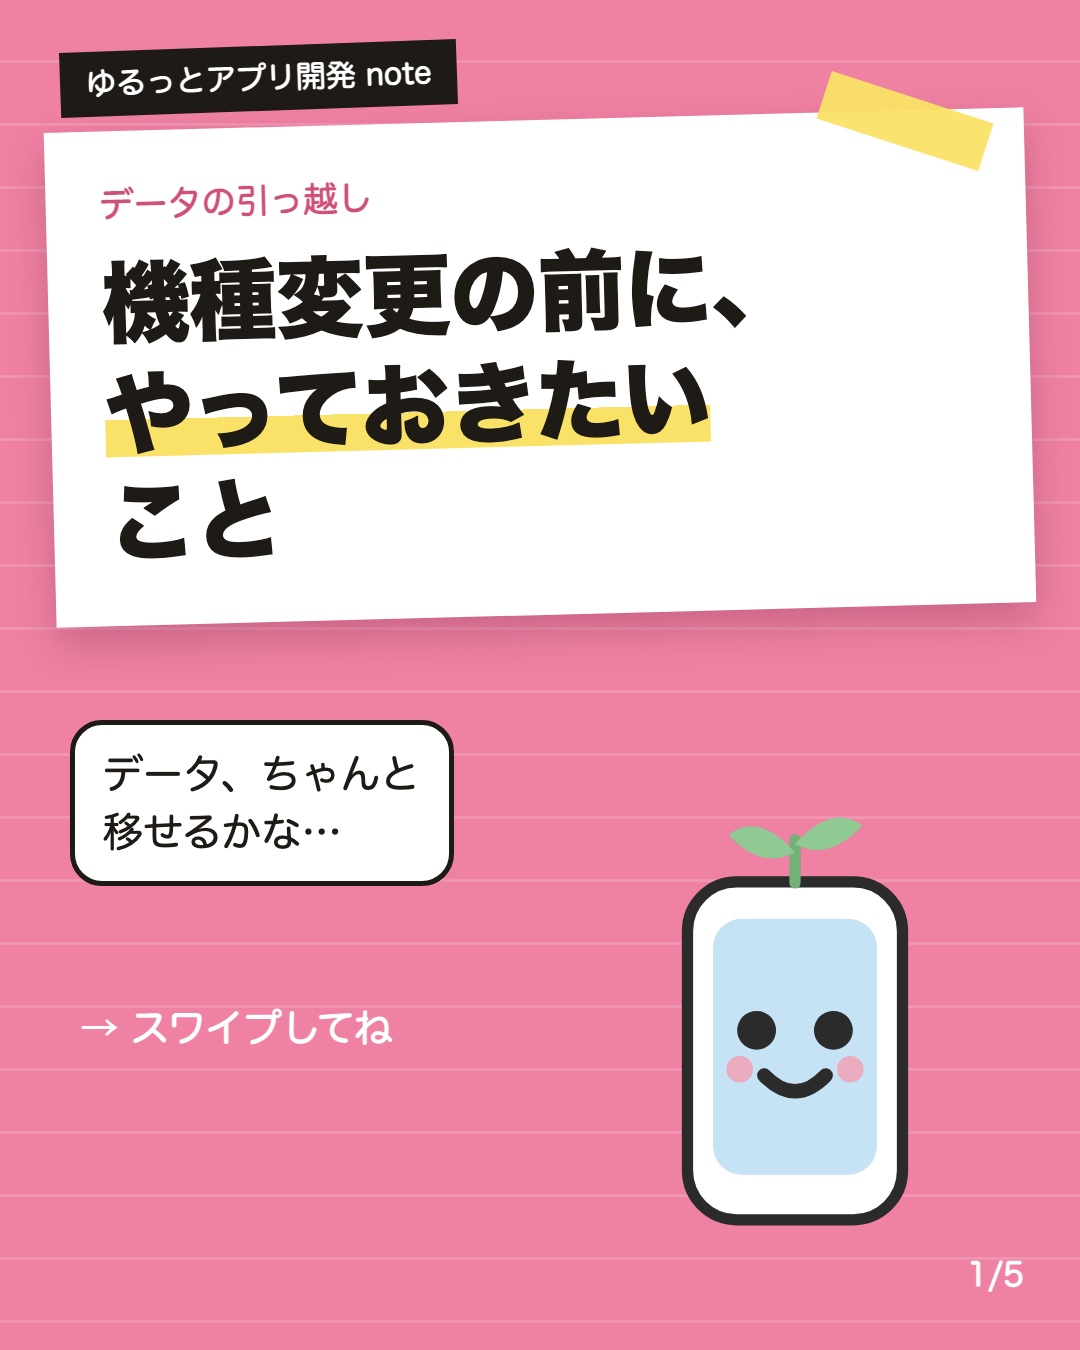 ゆるっとアプリ開発 note
データの引っ越し
機種変更の前に、
やっておきたい
こと
データ、ちゃんと
移せるかな…
→ スワイプしてね
1/5